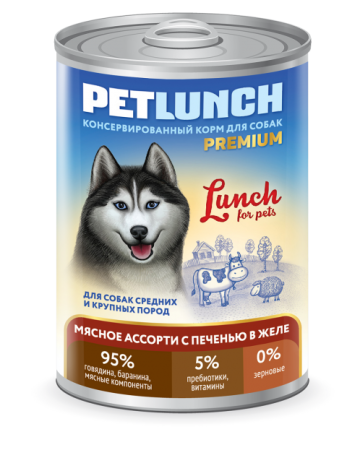 PETLUNCH
КОНСЕРВИРОВАННЫЙ КОРМ ДЛЯ СОБАК
PREMIUM
Lunch
for pets
ДЛЯ СОБАК СРЕДНИХ
И КРУПНЫХ ПОРОД
МЯСНОЕ АССОРТИ С ПЕЧЕНЬЮ В ЖЕЛЕ
95%
говядина, баранина,
мясные компоненты
5%
пребиотики,
витамины
0%
зерновые